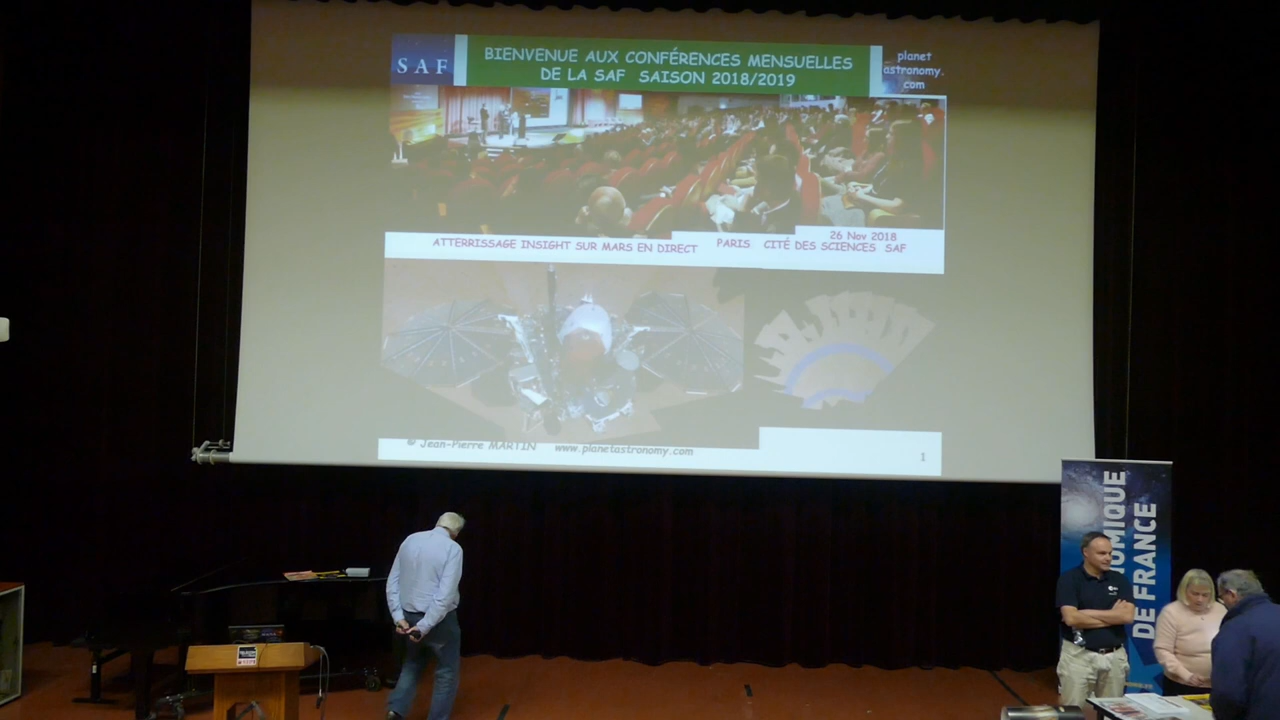 SAF
BIENVENUE AUX CONFÉRENCES MENSUELLES
DE LA SAF SAISON 2018/2019
planet
astronomy.
com
26 Nov 2018
ATTERRISSAGE INSIGHT SUR MARS EN DIRECT PARIS CITÉ DES SCIENCES SAF
© Jean-Pierre MARTIN www.planetastronomy.com
1
OMIQUE
DE FRANCE